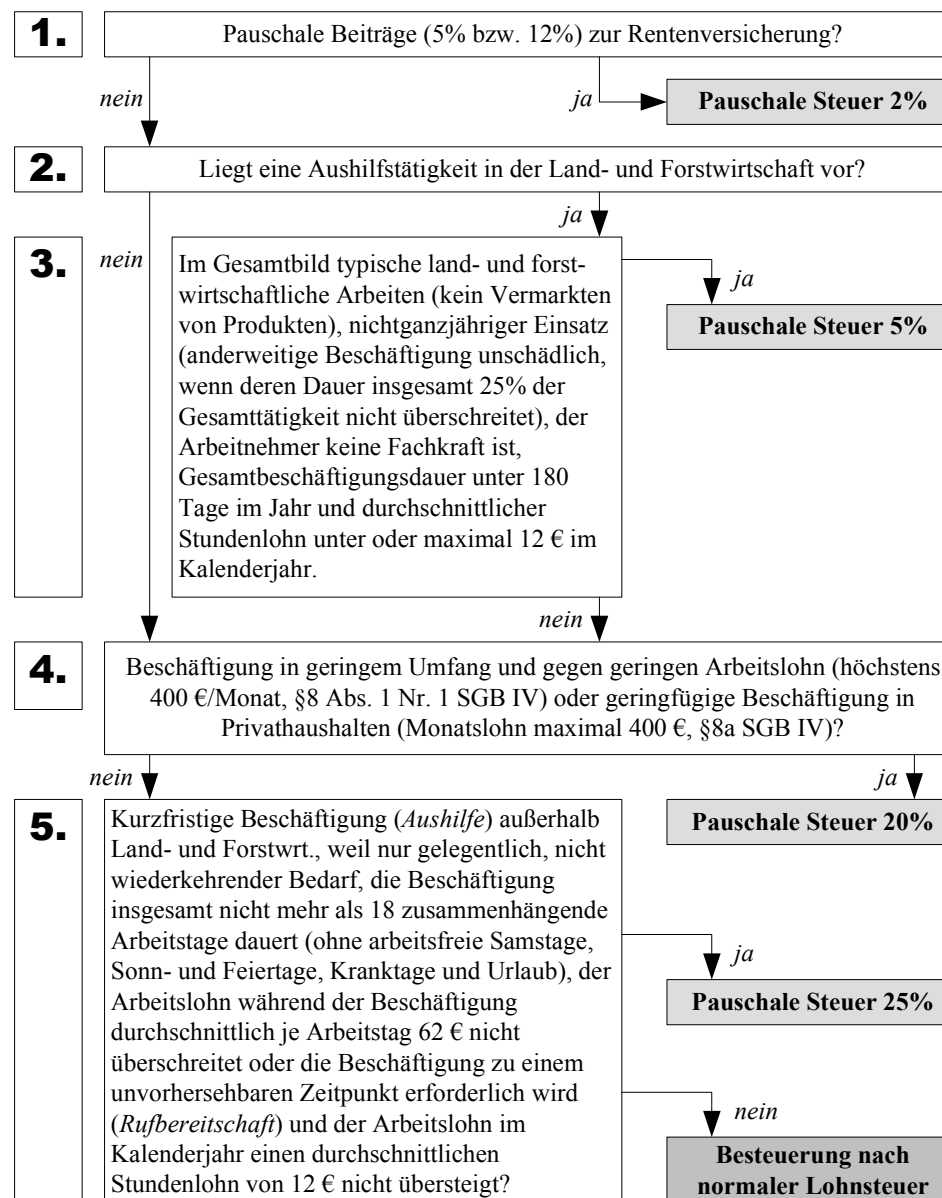 1.
Pauschale Beiträge (5% bzw. 12%) zur Rentenversicherung?
nein
ja
Pauschale Steuer 2%
2.
Liegt eine Aushilfstätigkeit in der Land- und Forstwirtschaft vor?
ja
3.
nein
Im Gesamtbild typische land- und forst-
wirtschaftliche Arbeiten (kein Vermarkten
von Produkten), nichtganzjähriger Einsatz
(anderweitige Beschäftigung unschädlich,
wenn deren Dauer insgesamt 25% der
Gesamttätigkeit nicht überschreitet), der
Arbeitnehmer keine Fachkraft ist,
Gesamtbeschäftigungsdauer unter 180
Tage im Jahr und durchschnittlicher
Stundenlohn unter oder maximal 12 € im
Kalenderjahr.
ja
Pauschale Steuer 5%
nein
4.
Beschäftigung in geringem Umfang und gegen geringen Arbeitslohn (höchstens
400 €/Monat, §8 Abs. 1 Nr. 1 SGB IV) oder geringfügige Beschäftigung in
Privathaushalten (Monatslohn maximal 400 €, §8a SGB IV)?
nein
ja
Pauschale Steuer 20%
5.
Kurzfristige Beschäftigung (Aushilfe) außerhalb
Land- und Forstwrt., weil nur gelegentlich, nicht
wiederkehrender Bedarf, die Beschäftigung
insgesamt nicht mehr als 18 zusammenhängende
Arbeitstage dauert (ohne arbeitsfreie Samstage,
Sonn- und Feiertage, Kranktage und Urlaub), der
Arbeitslohn während der Beschäftigung
durchschnittlich je Arbeitstag 62 € nicht
überschreitet oder die Beschäftigung zu einem
unvorhersehbaren Zeitpunkt erforderlich wird
(Rufbereitschaft) und der Arbeitslohn im
Kalenderjahr einen durchschnittlichen
Stundenlohn von 12 € nicht übersteigt?
ja
Pauschale Steuer 25%
nein
Besteuerung nach
normaler Lohnsteuer